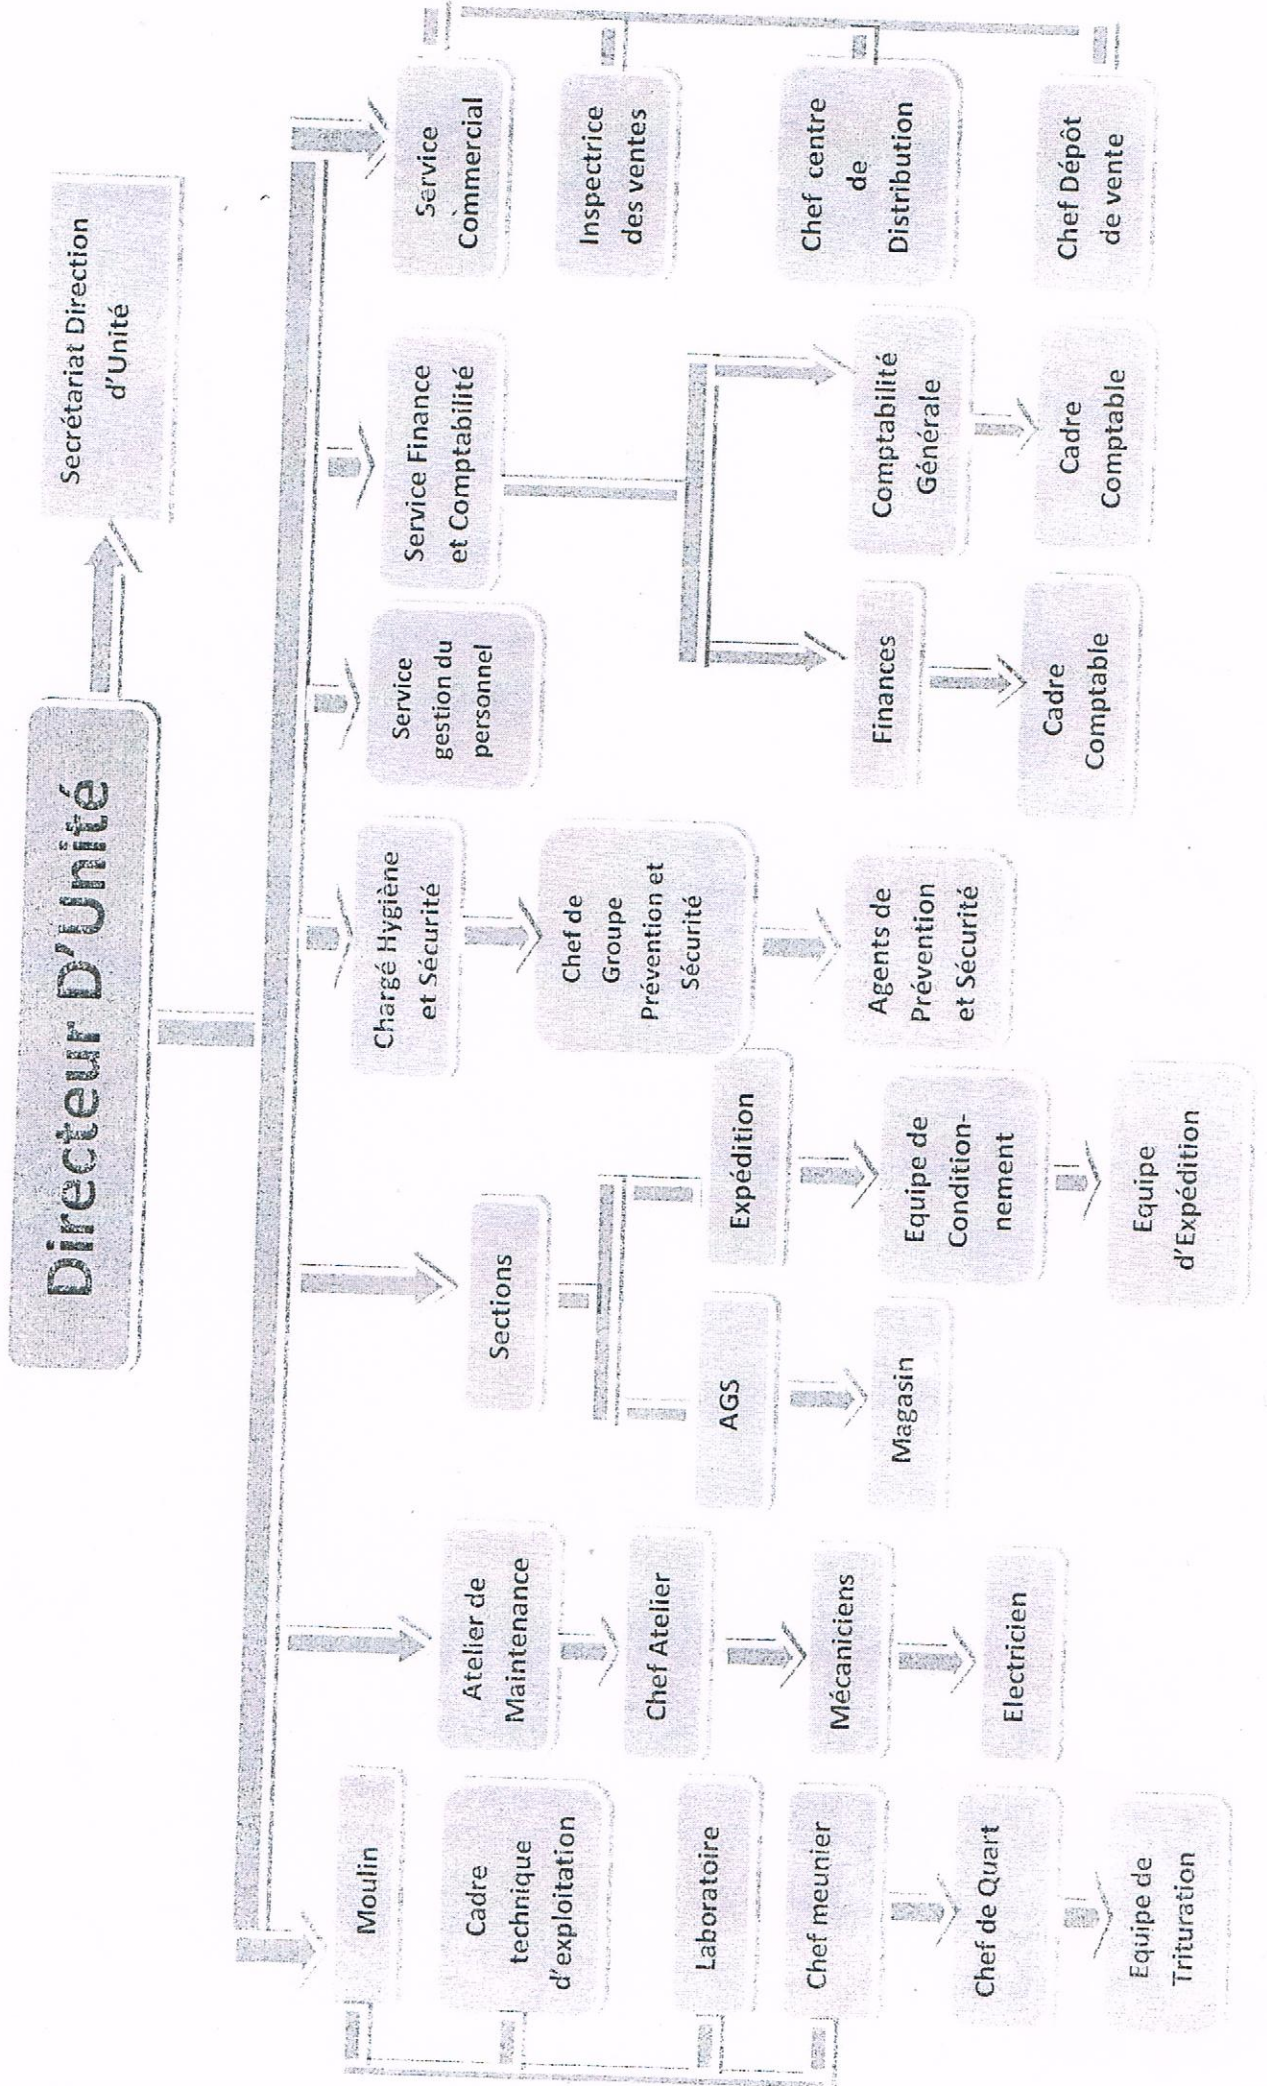 Directeur D'Unité
Secrétariat Direction
d'Unité
Moulin
Cadre
technique
d'exploitation
Laboratoire
Chef meunier
Chef de Quart
Equipe de
Trituration
Atelier de
Maintenance
Chef Atelier
Mécaniciens
Electricien
Sections
AGS
Magasin
Expédition
Equipe de
Condition-
nement
Equipe
d'Expédition
Chargé Hygiène
et Sécurité
Chef de
Groupe
Prévention et
Sécurité
Agents de
Prévention
et Sécurité
Service
gestion du
personnel
Service Finance
et Comptabilité
Finances
Cadre
Comptable
Comptabilité
Générale
Cadre
Comptable
Service
Commercial
Inspectrice
des ventes
Chef centre
de
Distribution
Chef Dépôt
de vente